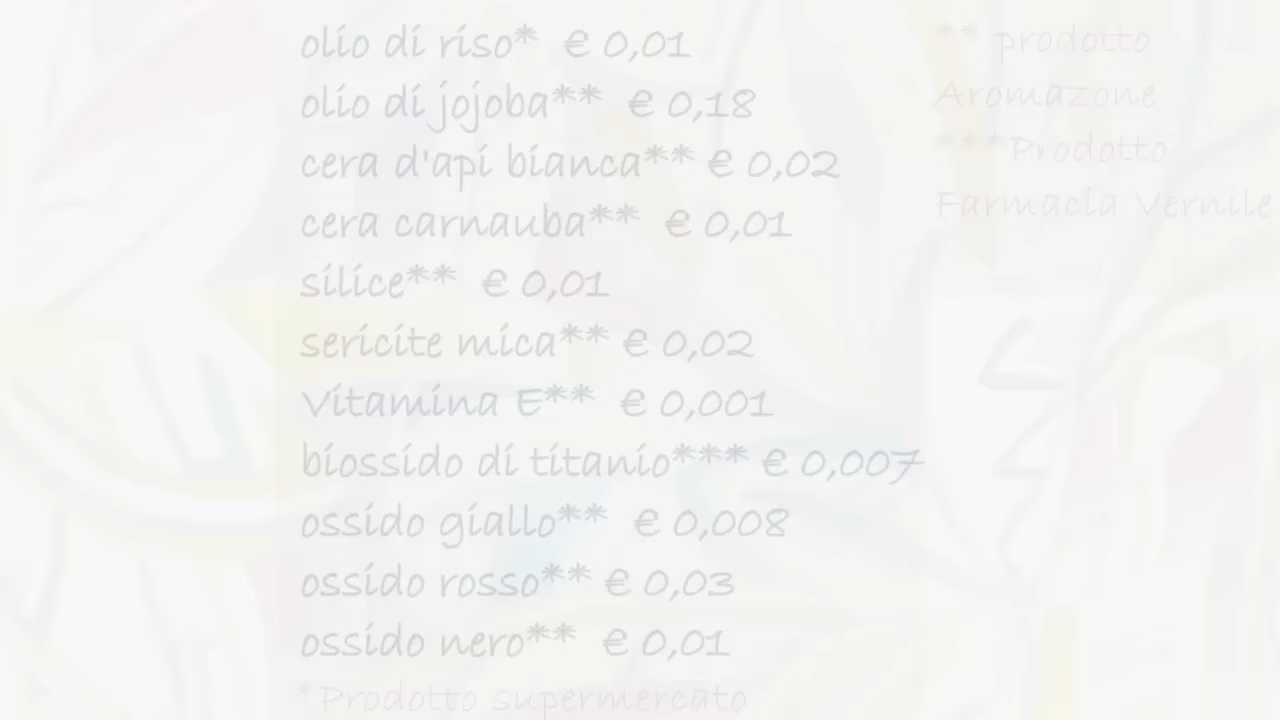 olio di riso* € 0,01
olio di jojoba** € 0,18
cera d'api bianca** € 0,02
cera carnauba** € 0,01
silice** € 0,01
sericite mica** € 0,02
Vitamina E** € 0,001
biossido di titanio*** € 0,007
ossido giallo** € 0,008
ossido rosso** € 0,03
ossido nero** € 0,01
*Prodotto supermercato
** prodotto
Aromazone
***Prodotto
Farmacia Vernile